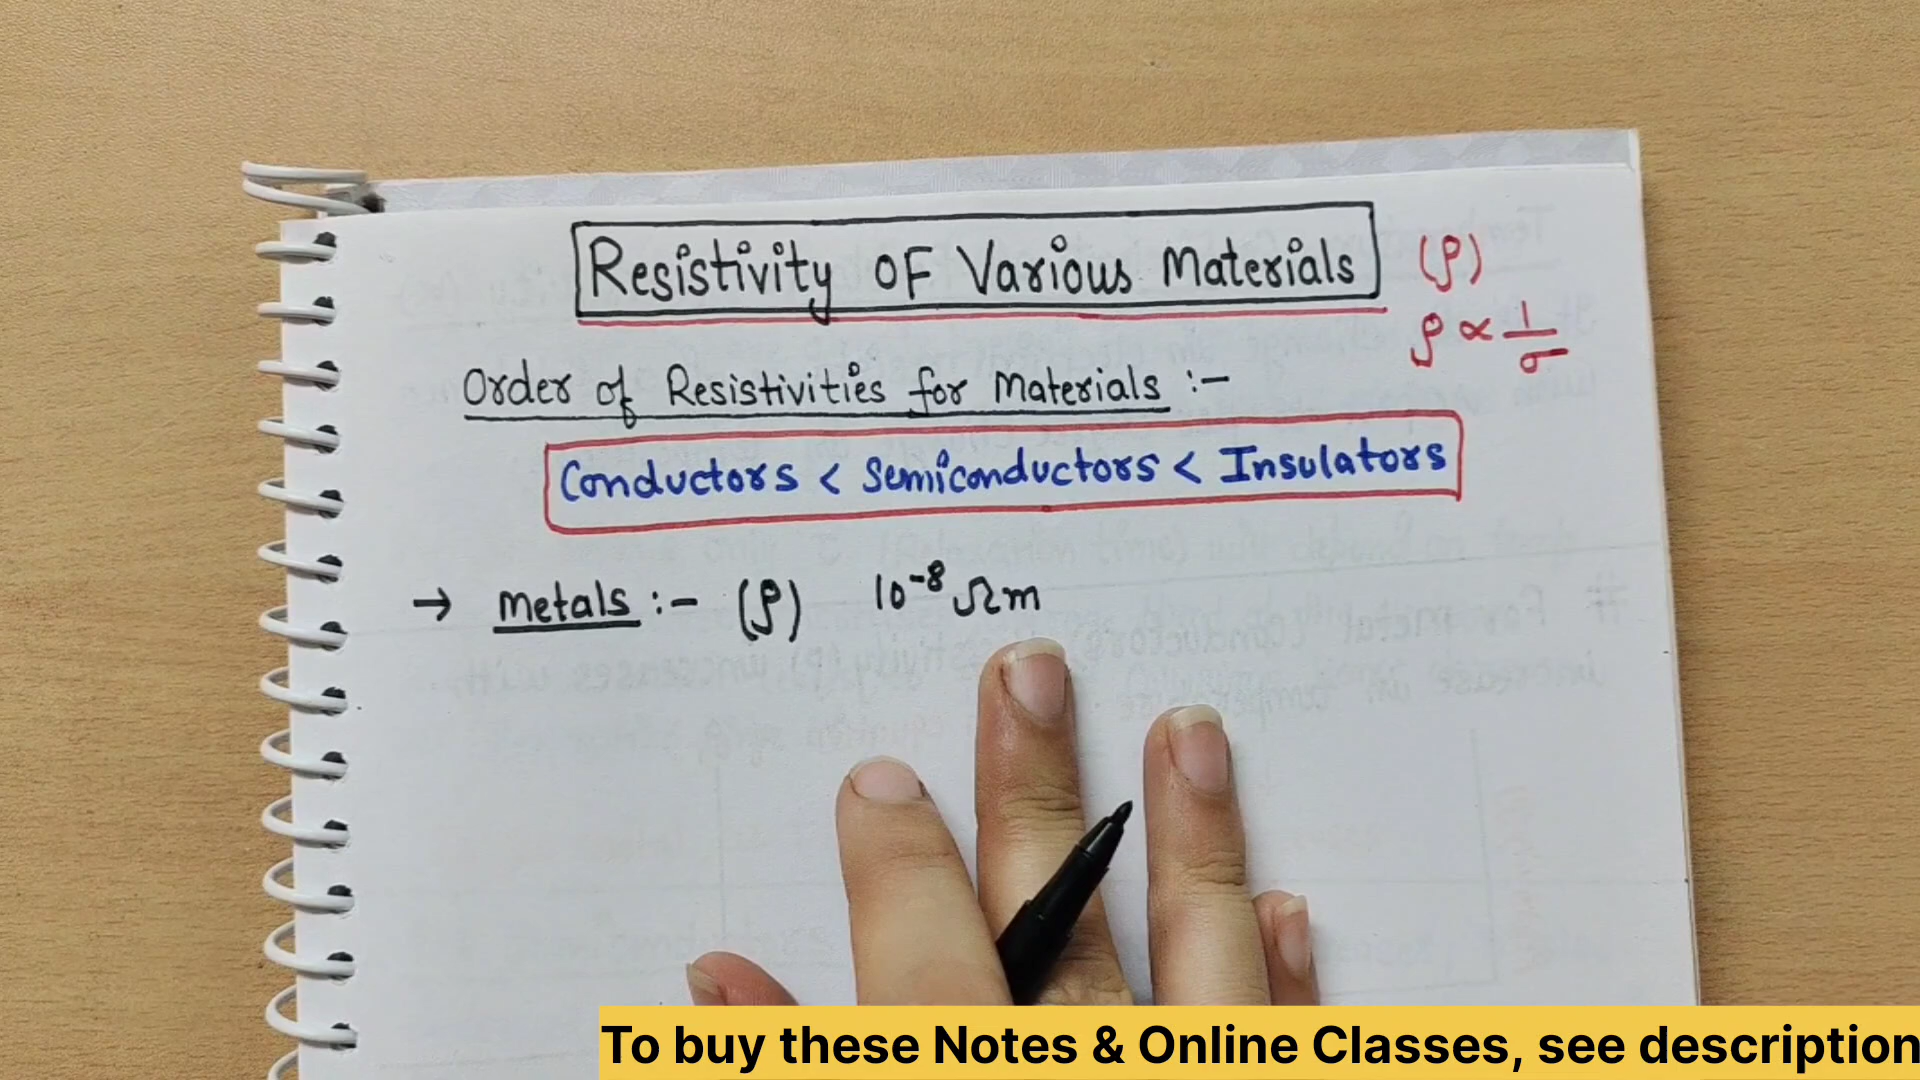 Resistivity OF Various Materials (ρ)
ρ ∝ 1/σ
Order of Resistivities for Materials :-
Conductors < Semiconductors < Insulators
→ Metals :- (ρ) 10⁻⁸ Ωm
To buy these Notes & Online Classes, see description